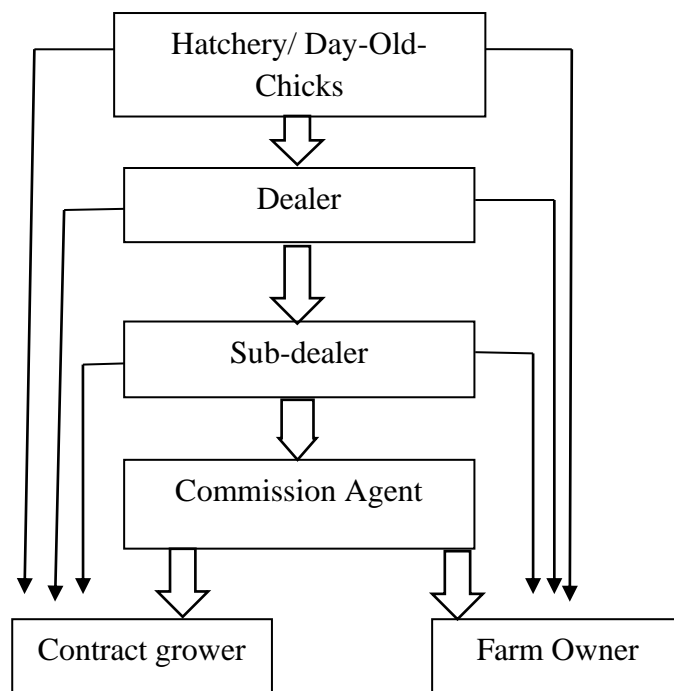 Hatchery/ Day-Old-
Chicks
Dealer
Sub-dealer
Commission Agent
Contract grower
Farm Owner